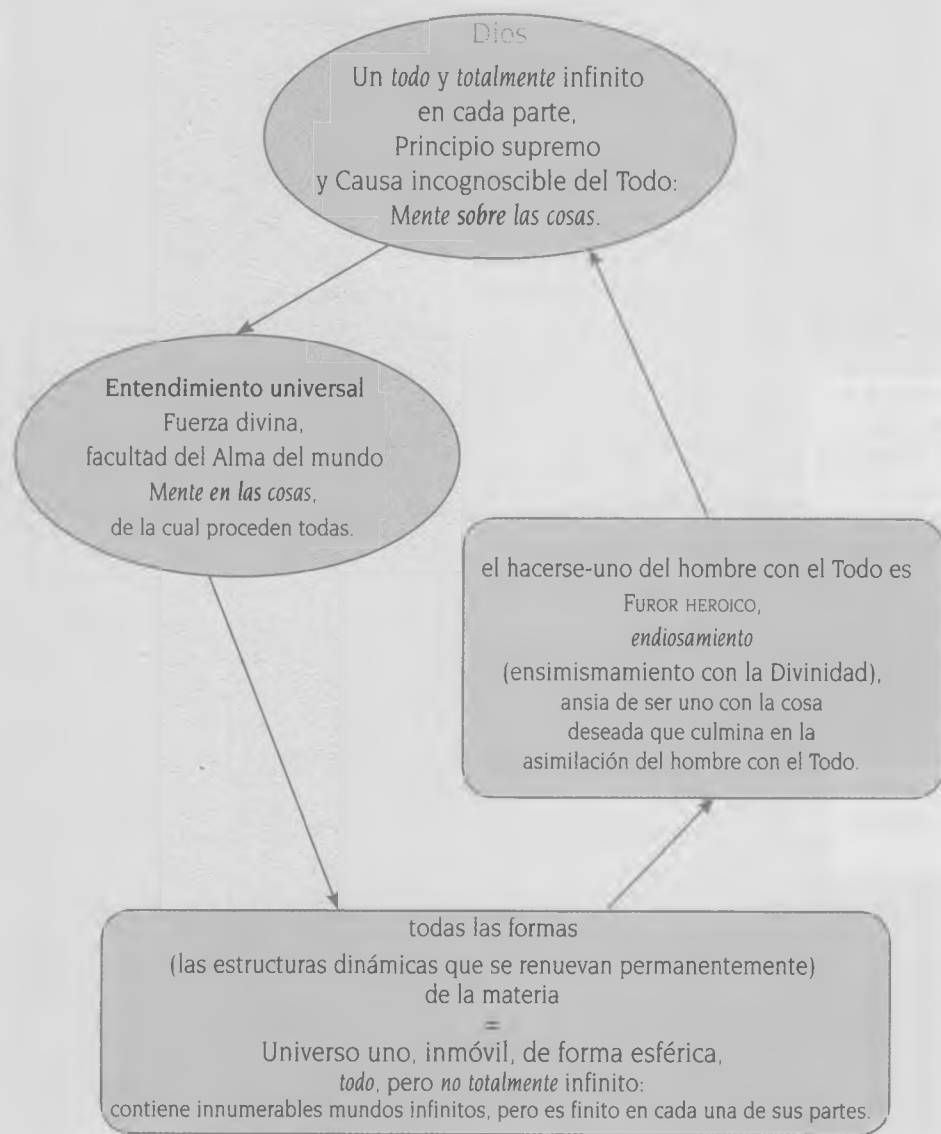 Dios
Un todo y totalmente infinito
en cada parte,
Principio supremo
y Causa incognoscible del Todo:
Mente sobre las cosas.
Entendimiento universal
Fuerza divina,
facultad del Alma del mundo
Mente en las cosas,
de la cual proceden todas.
el hacerse-uno del hombre con el Todo es
FUROR HEROICO,
endiosamiento
(ensimismamiento con la Divinidad),
ansia de ser uno con la cosa
deseada que culmina en la
asimilación del hombre con el Todo.
todas las formas
(las estructuras dinámicas que se renuevan permanentemente)
de la materia
=
Universo uno, inmóvil, de forma esférica,
todo, pero no totalmente infinito:
contiene innumerables mundos infinitos, pero es finito en cada una de sus partes.